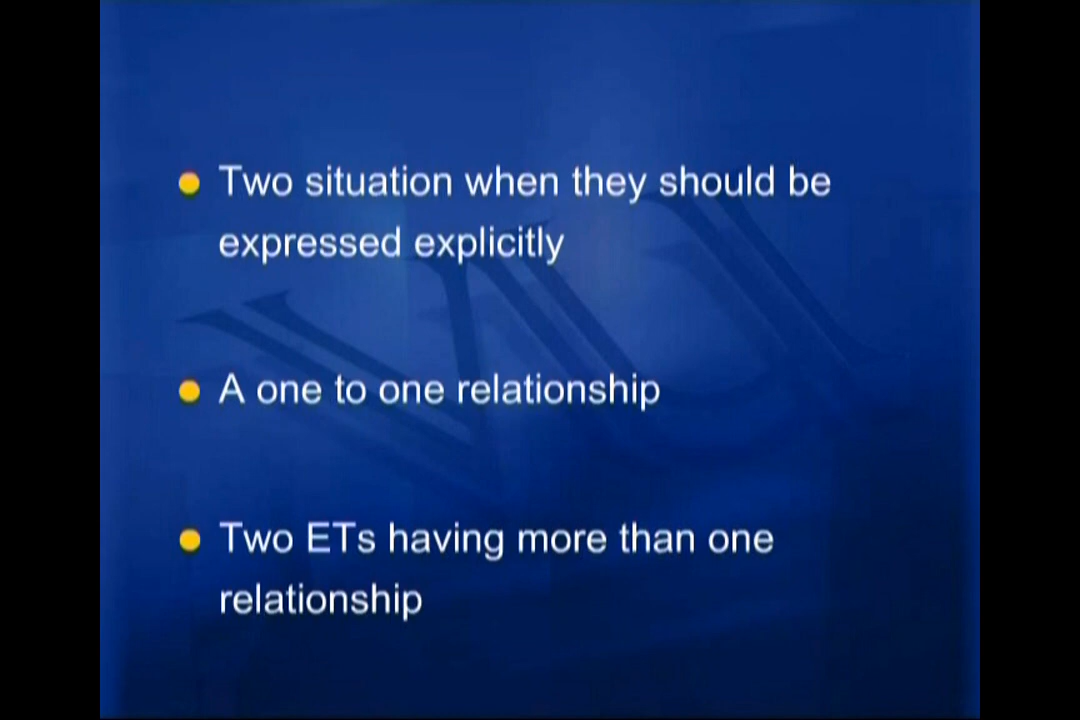 Two situation when they should be
expressed explicitly
A one to one relationship
Two ETs having more than one
relationship